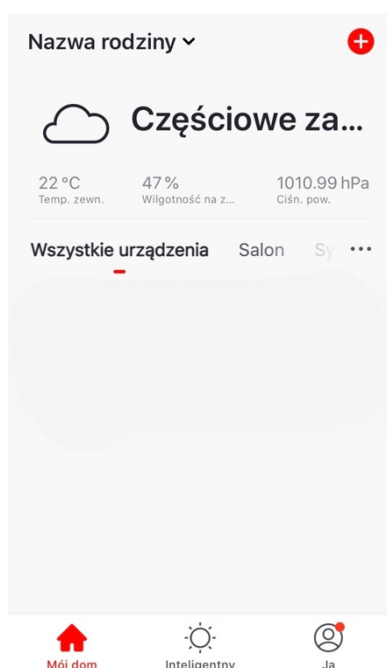 Nazwa rodziny
Częściowe za...
22 °C 47 % 1010.99 hPa
Temp. zewn. Wilgotność na z... Ciśn. pow.
Wszystkie urządzenia Salon Sy
Mój dom Inteligentny Ja